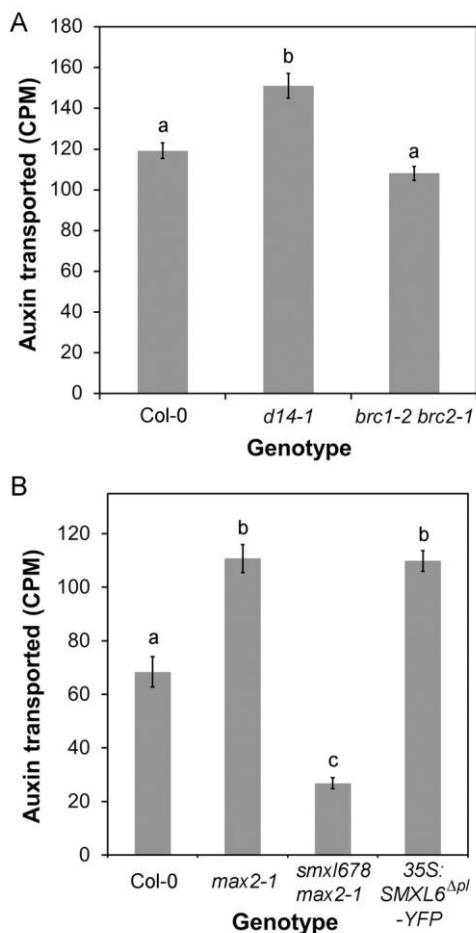 A
Auxin transported (CPM)
180
160
140
120
100
80
60
40
20
0
a
b
a
Col-0
d14-1
brc1-2 brc2-1
Genotype
B
Auxin transported (CPM)
120
100
80
60
40
20
0
a
b
c
b
Col-0
max2-1
smxl678
max2-1
35S:
SMXL6Δpl
-YFP
Genotype